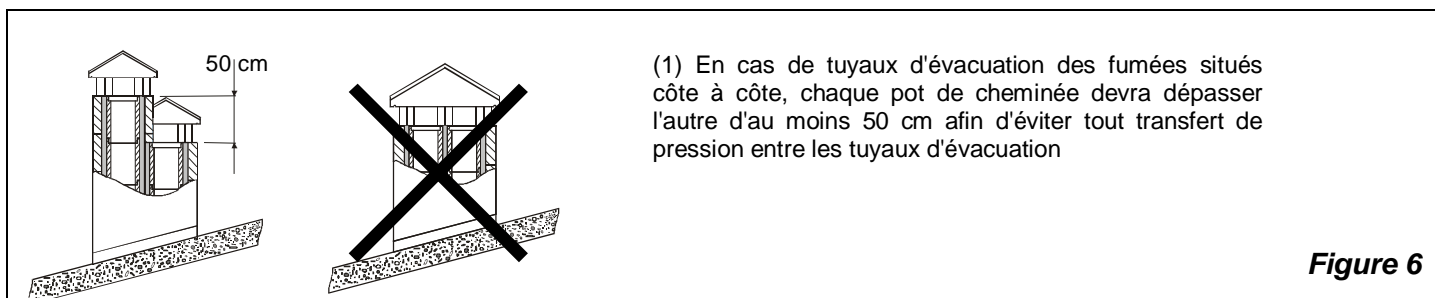 50 cm
(1) En cas de tuyaux d'évacuation des fumées situés
côte à côte, chaque pot de cheminée devra dépasser
l'autre d'au moins 50 cm afin d'éviter tout transfert de
pression entre les tuyaux d'évacuation
Figure 6